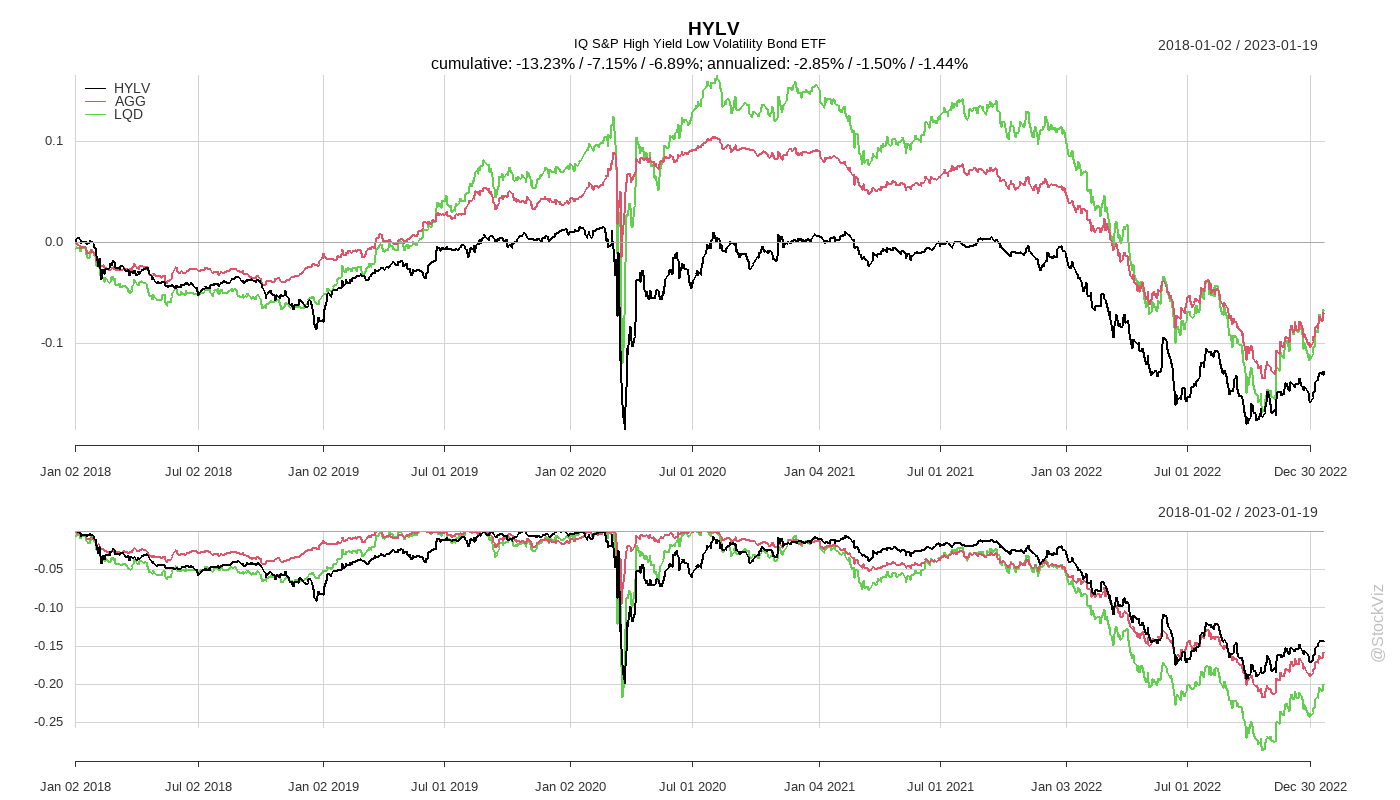 HYLV
IQ S&P High Yield Low Volatility Bond ETF
2018-01-02 / 2023-01-19
cumulative: -13.23% / -7.15% / -6.89%; annualized: -2.85% / -1.50% / -1.44%
HYLV
AGG
LQD
0.1
0.0
-0.1
Jan 02 2018 Jul 02 2018 Jan 02 2019 Jul 01 2019 Jan 02 2020 Jul 01 2020 Jan 04 2021 Jul 01 2021 Jan 03 2022 Jul 01 2022 Dec 30 2022
2018-01-02 / 2023-01-19
-0.05
-0.10
-0.15
-0.20
-0.25
Jan 02 2018 Jul 02 2018 Jan 02 2019 Jul 01 2019 Jan 02 2020 Jul 01 2020 Jan 04 2021 Jul 01 2021 Jan 03 2022 Jul 01 2022 Dec 30 2022
@StockViz